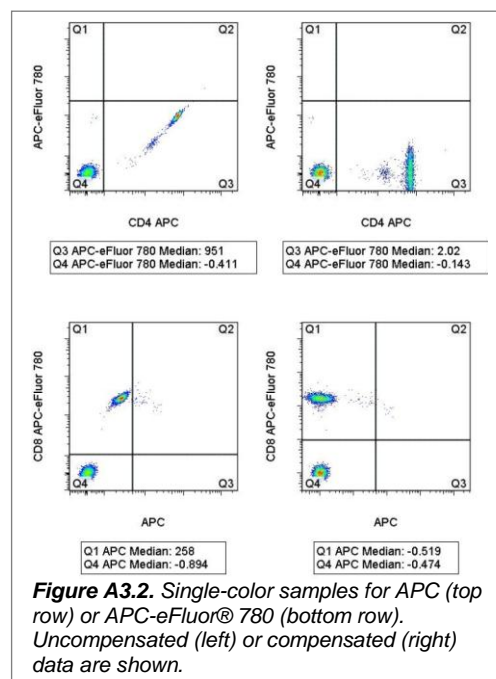 Q1 Q2
APC-eFluor 780
Q4 Q3
CD4 APC
Q3 APC-eFluor 780 Median: 951
Q4 APC-eFluor 780 Median: -0.411
Q1 Q2
APC-eFluor 780
Q4 Q3
CD4 APC
Q3 APC-eFluor 780 Median: 2.02
Q4 APC-eFluor 780 Median: -0.143
Q1 Q2
CD8 APC-eFluor 780
Q4 Q3
APC
Q1 APC Median: 258
Q4 APC Median: -0.894
Q1 Q2
CD8 APC-eFluor 780
Q4 Q3
APC
Q1 APC Median: -0.519
Q4 APC Median: -0.474
Figure A3.2. Single-color samples for APC (top
row) or APC-eFluor® 780 (bottom row).
Uncompensated (left) or compensated (right)
data are shown.